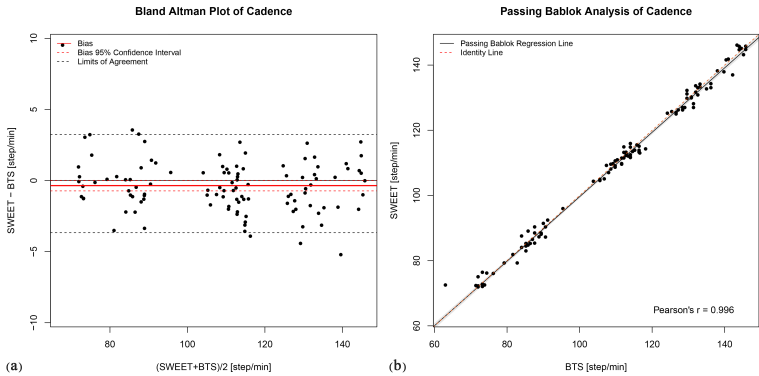 Bland Altman Plot of Cadence
Bias
Bias 95% Confidence Interval
Limits of Agreement
10
5
0
−5
−10
SWEET − BTS [step/min]
80
100
120
140
(SWEET+BTS)/2 [step/min]
(a)
Passing Bablok Analysis of Cadence
Passing Bablok Regression Line
Identity Line
140
120
100
80
60
SWEET [step/min]
Pearson's r = 0.996
60
80
100
120
140
BTS [step/min]
(b)